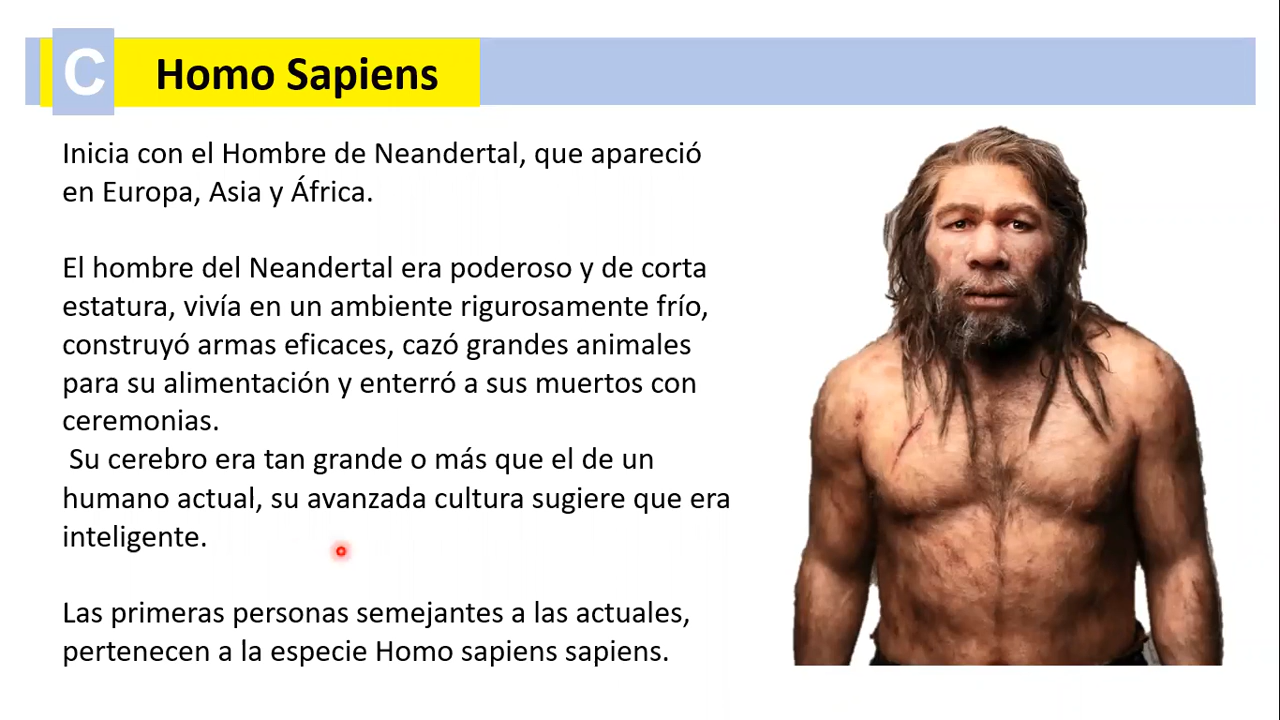 C Homo Sapiens
Inicia con el Hombre de Neandertal, que apareció
en Europa, Asia y África.
El hombre del Neandertal era poderoso y de corta
estatura, vivía en un ambiente rigurosamente frío,
construyó armas eficaces, cazó grandes animales
para su alimentación y enterró a sus muertos con
ceremonias.
Su cerebro era tan grande o más que el de un
humano actual, su avanzada cultura sugiere que era
inteligente.
Las primeras personas semejantes a las actuales,
pertenecen a la especie Homo sapiens sapiens.